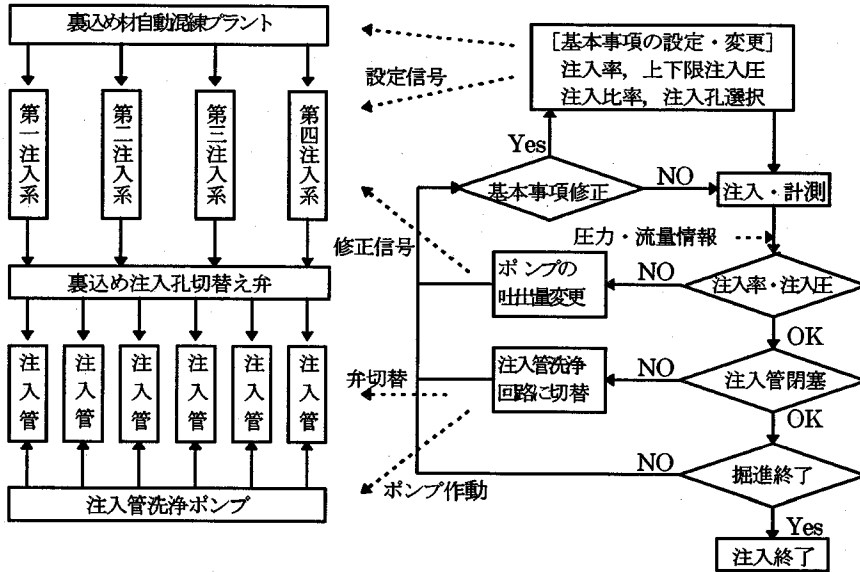 裏込め材自動混練プラント
第一注入系
第二注入系
第三注入系
第四注入系
裏込め注入孔切替え弁
注入管
注入管
注入管
注入管
注入管
注入管
注入管洗浄ポンプ
設定信号
修正信号
弁切替
ポンプ作動
[基本事項の設定・変更]
注入率，上下限注入圧
注入比率，注入孔選択
Yes
基本事項修正
NO
注入・計測
圧力・流量情報
ポンプの
吐出量変更
NO
注入率・注入圧
OK
注入管洗浄
回路に切替
NO
注入管閉塞
OK
NO
掘進終了
Yes
注入終了